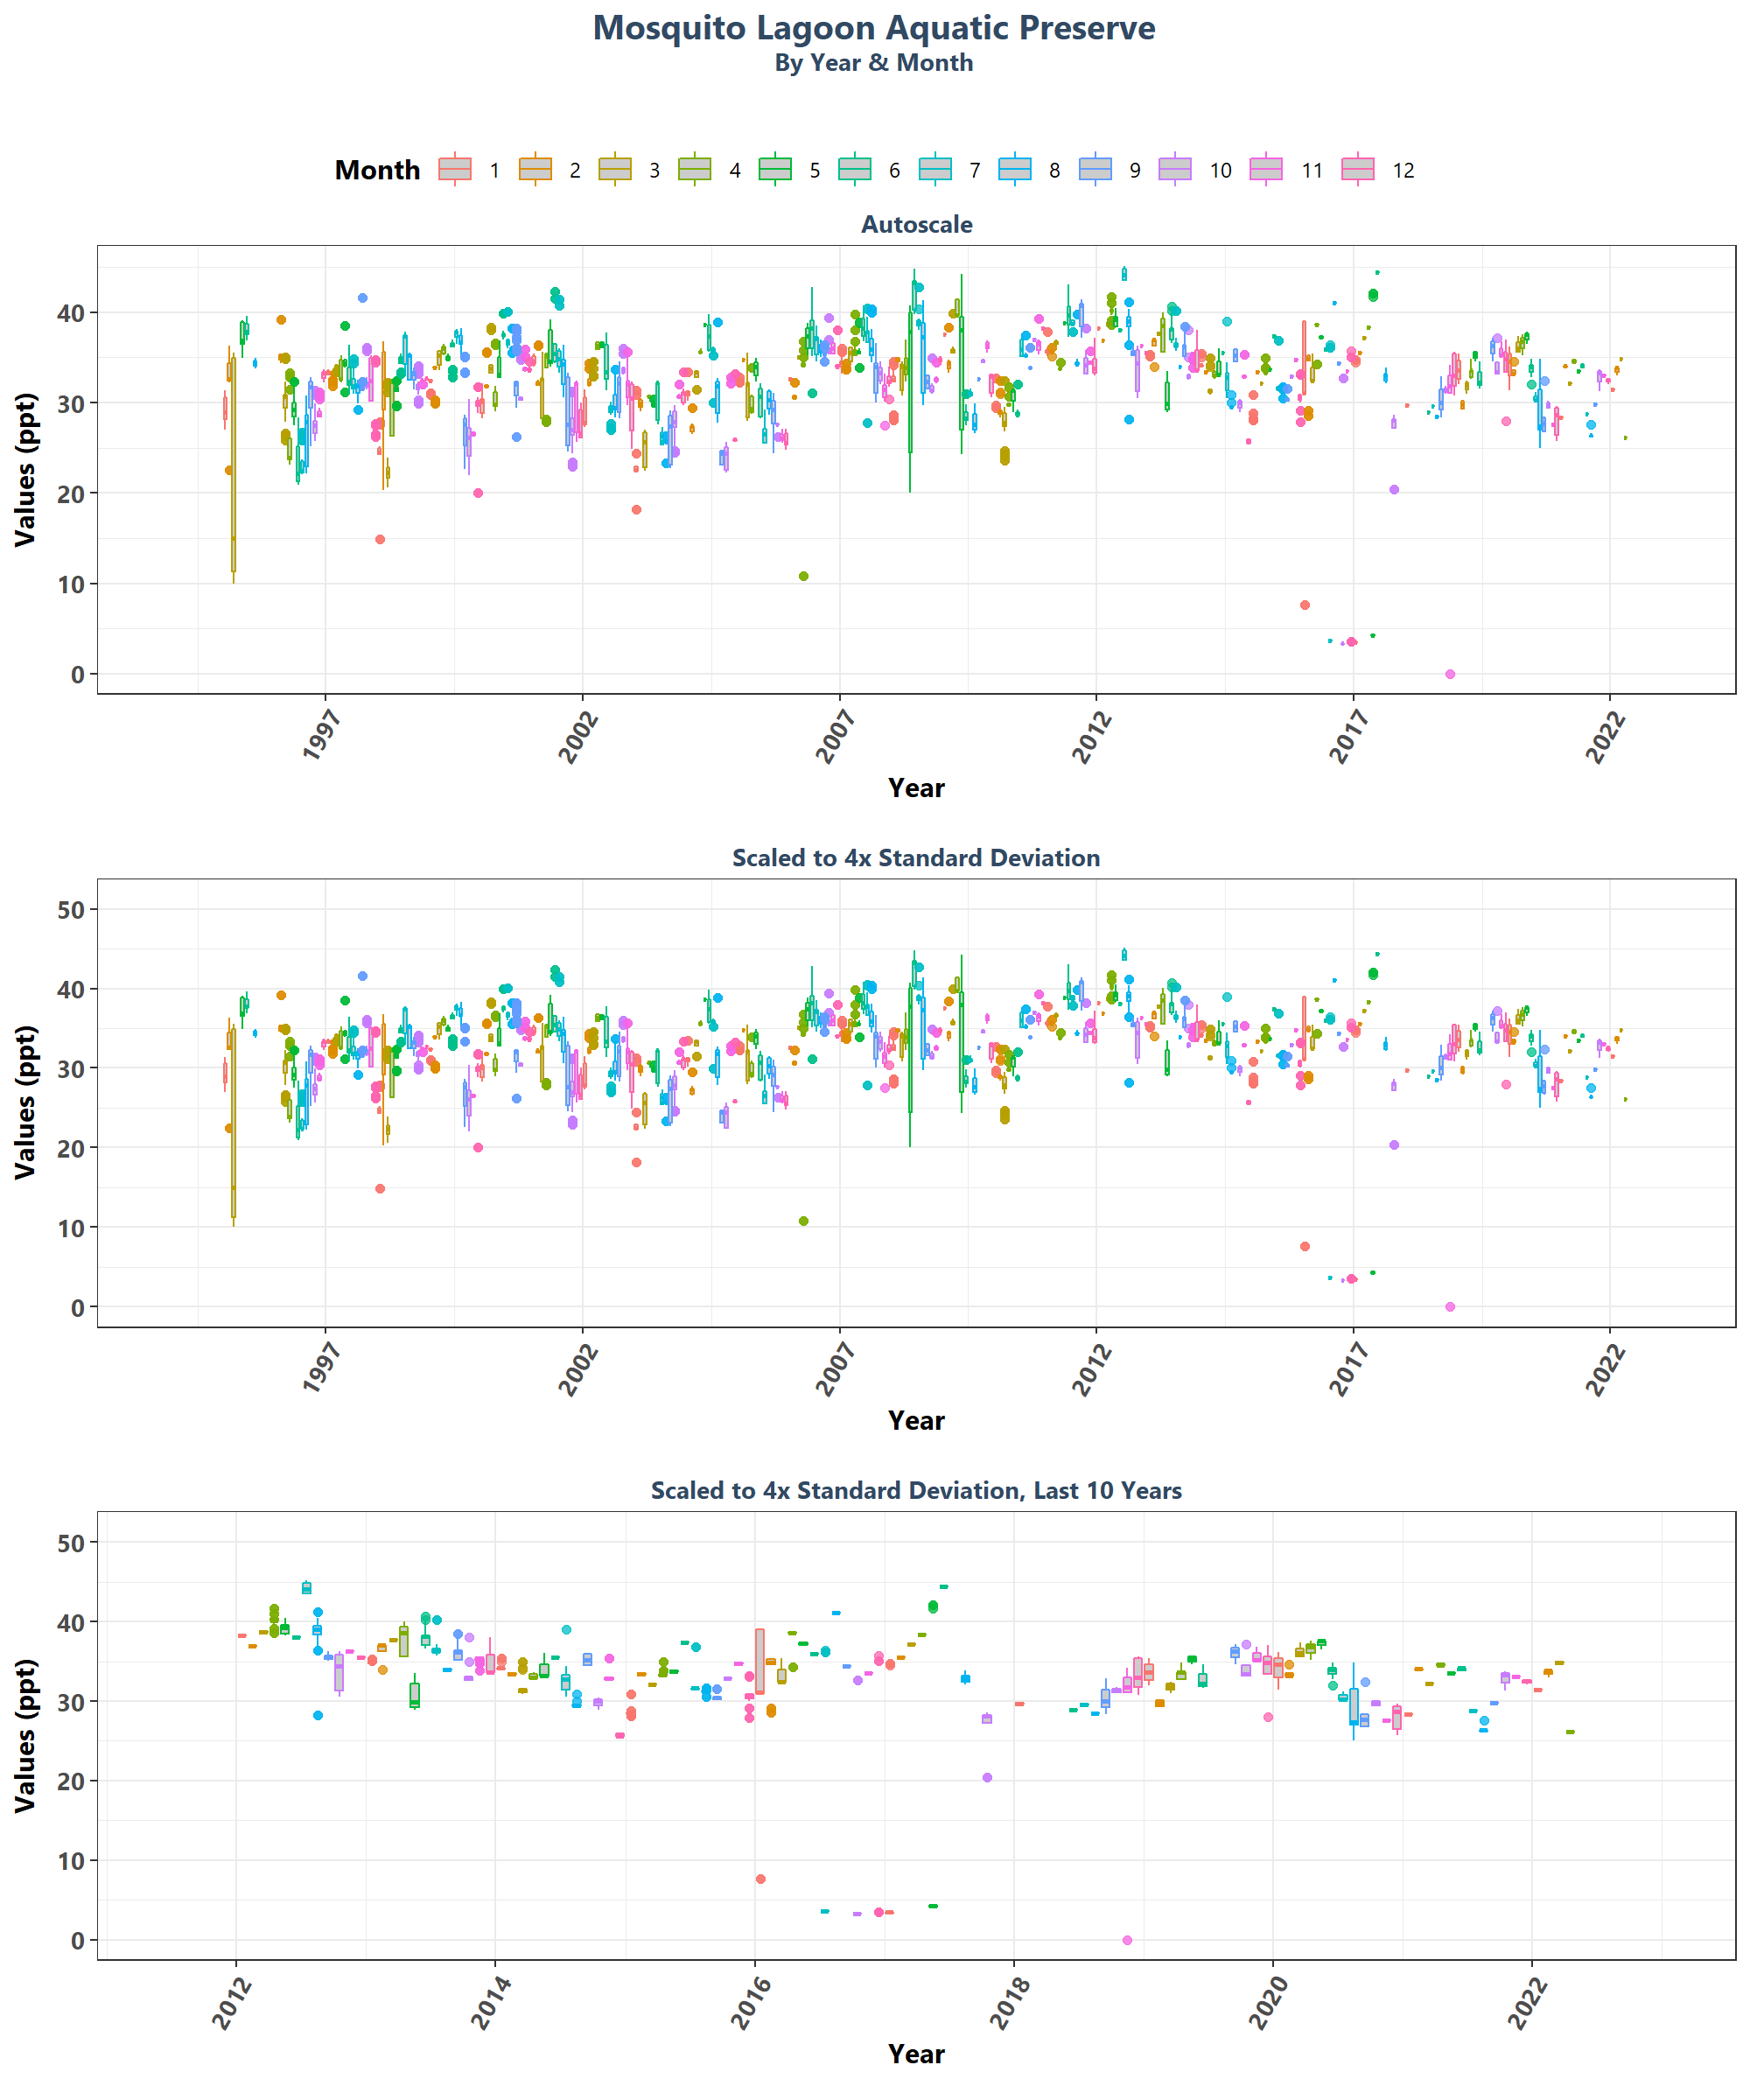 Mosquito Lagoon Aquatic Preserve
By Year & Month
Month 1 2 3 4 5 6 7 8 9 10 11 12
Autoscale
Values (ppt)
40
30
20
10
0
1997 2002 2007 2012 2017 2022
Year
Scaled to 4x Standard Deviation
Values (ppt)
50
40
30
20
10
0
1997 2002 2007 2012 2017 2022
Year
Scaled to 4x Standard Deviation, Last 10 Years
Values (ppt)
50
40
30
20
10
0
2012 2014 2016 2018 2020 2022
Year